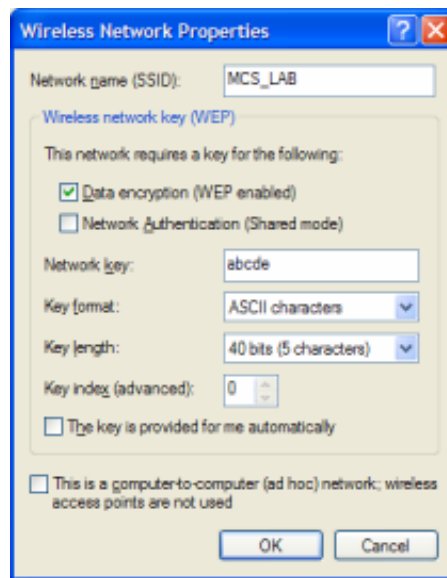 Wireless Network Properties
Network name (SSID): MCS_LAB
Wireless network key (WEP)
This network requires a key for the following:
Data encryption (WEP enabled)
Network Authentication (Shared mode)
Network key: abcde
Key format: ASCII characters
Key length: 40 bits (5 characters)
Key index (advanced): 0
The key is provided for me automatically
This is a computer-to-computer (ad hoc) network; wireless
access points are not used
OK Cancel